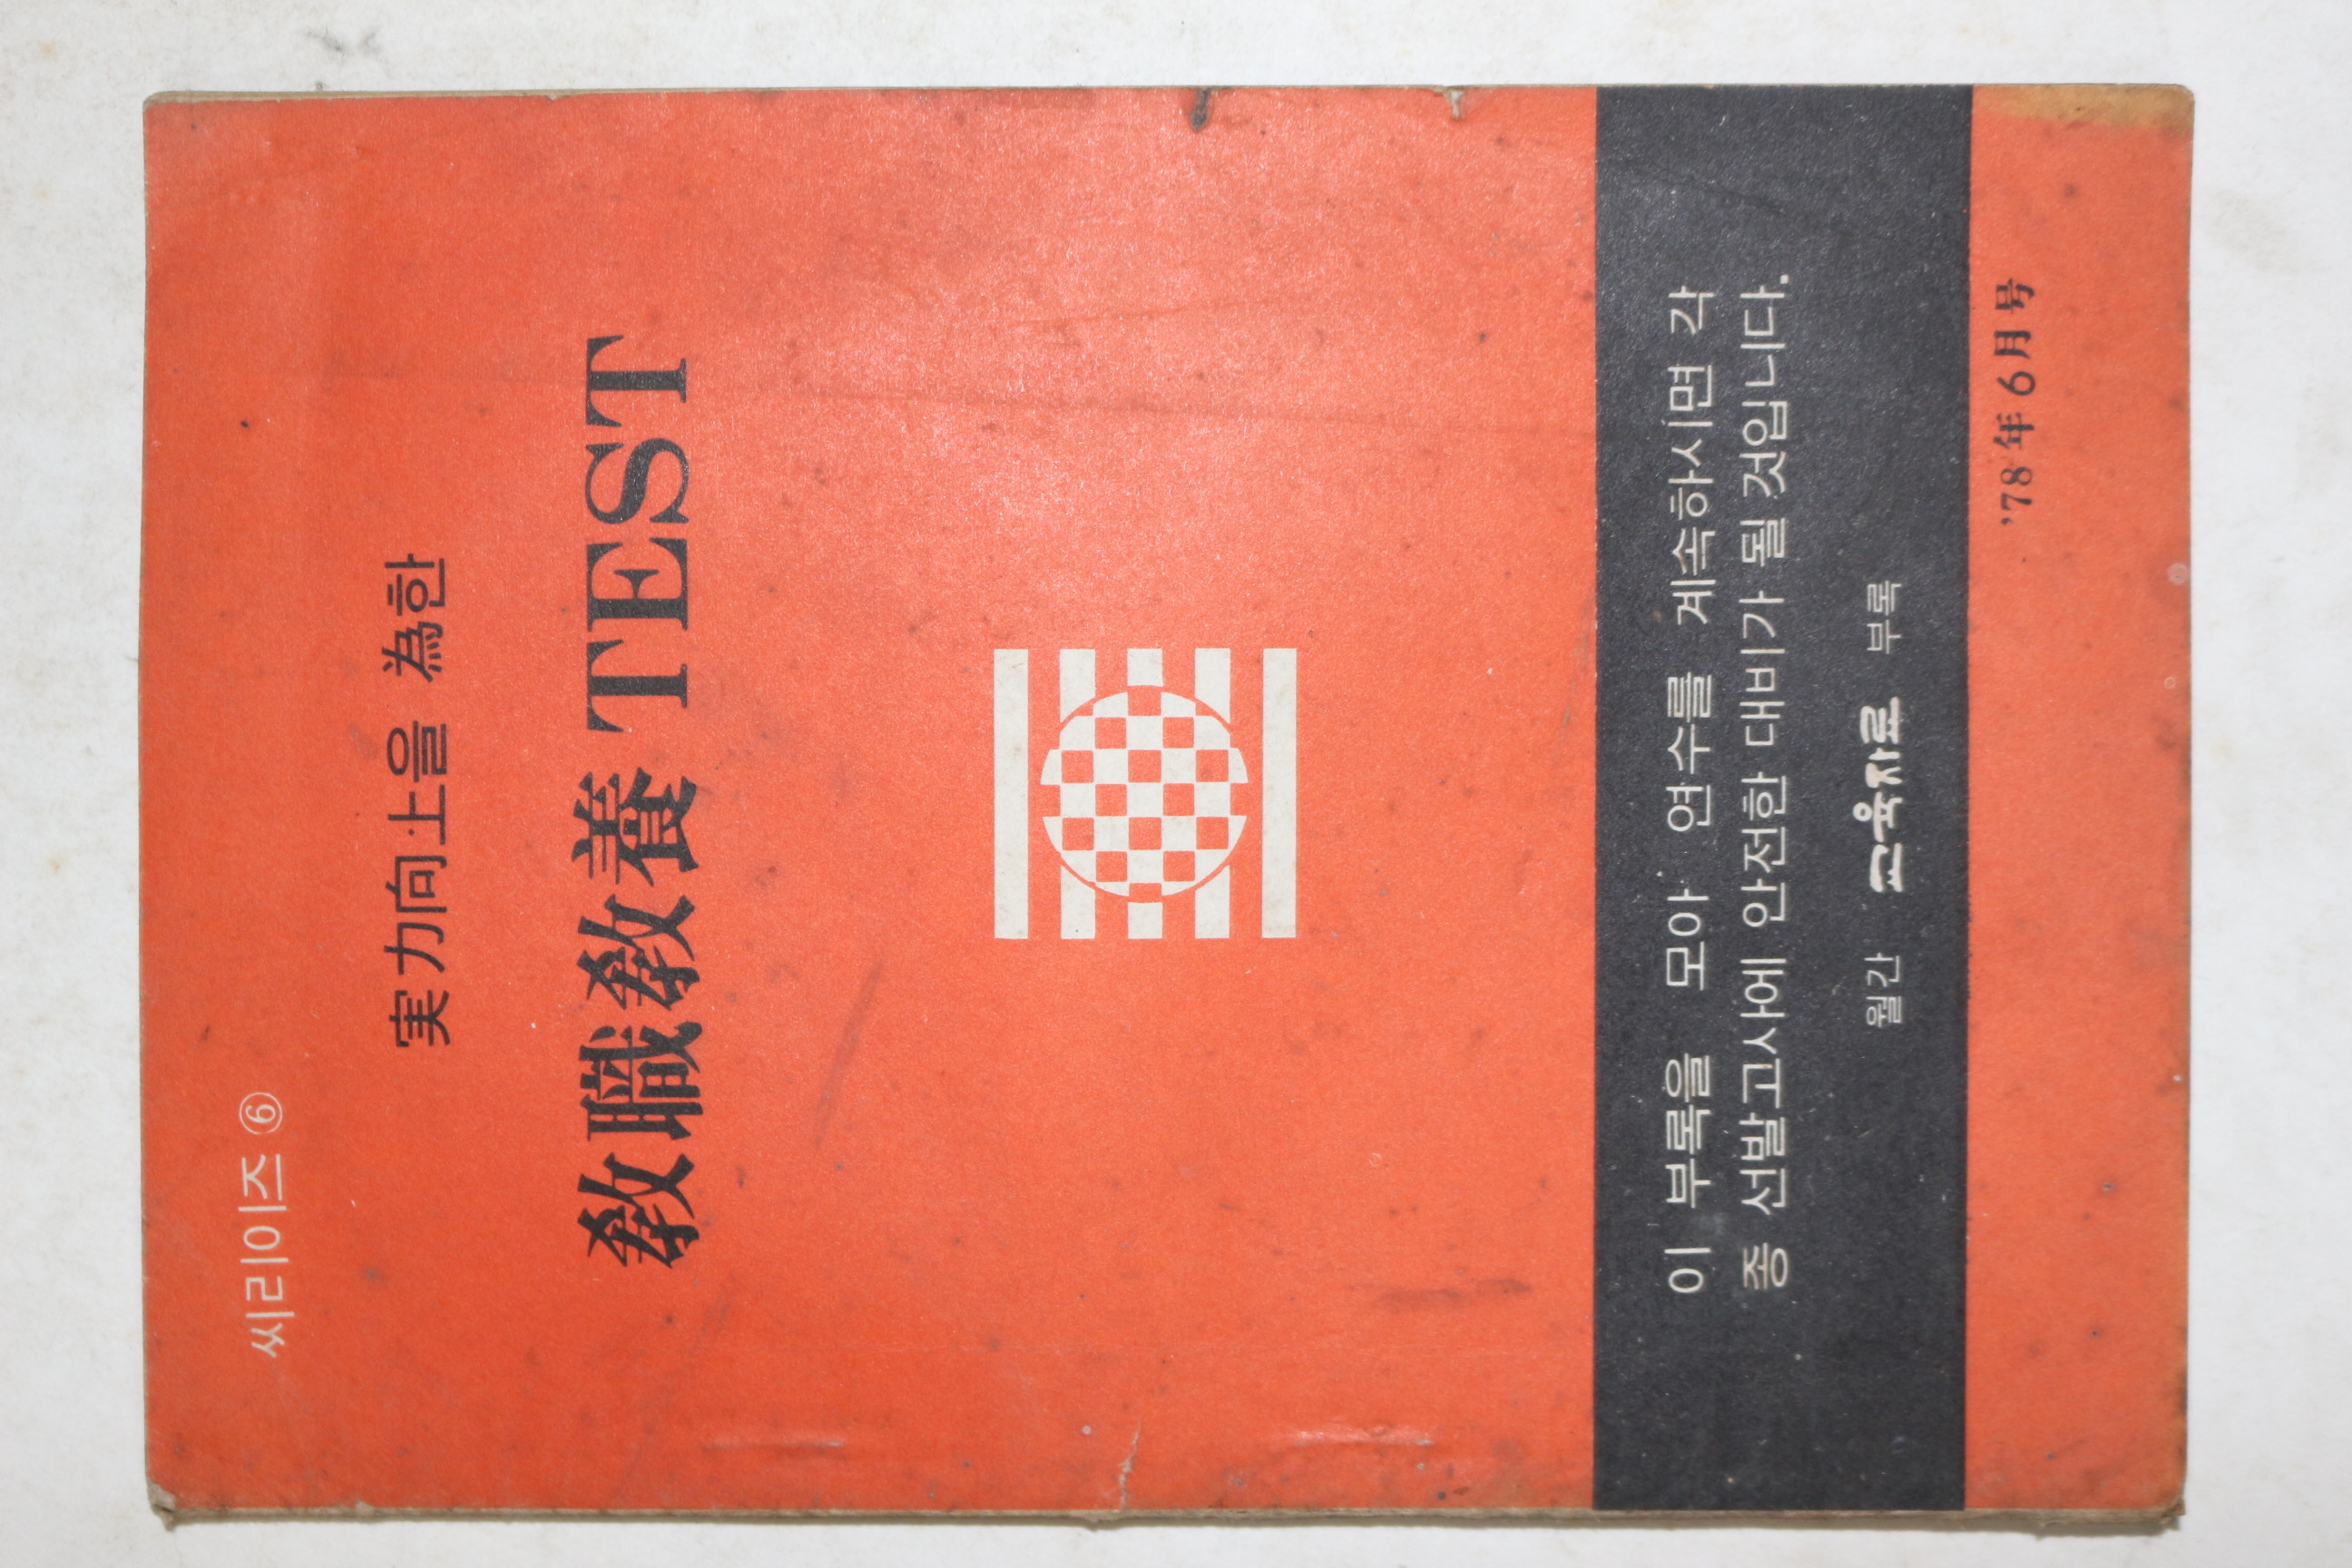 씨리이즈 ⑥
実力向上을 為한
敎職敎養 TEST
이 부록을 모아 연수를 계속하시면 각
종 선발고사에 안전한 대비가 될 것입니다.
월간 교육자료 부록
'78年 6月号